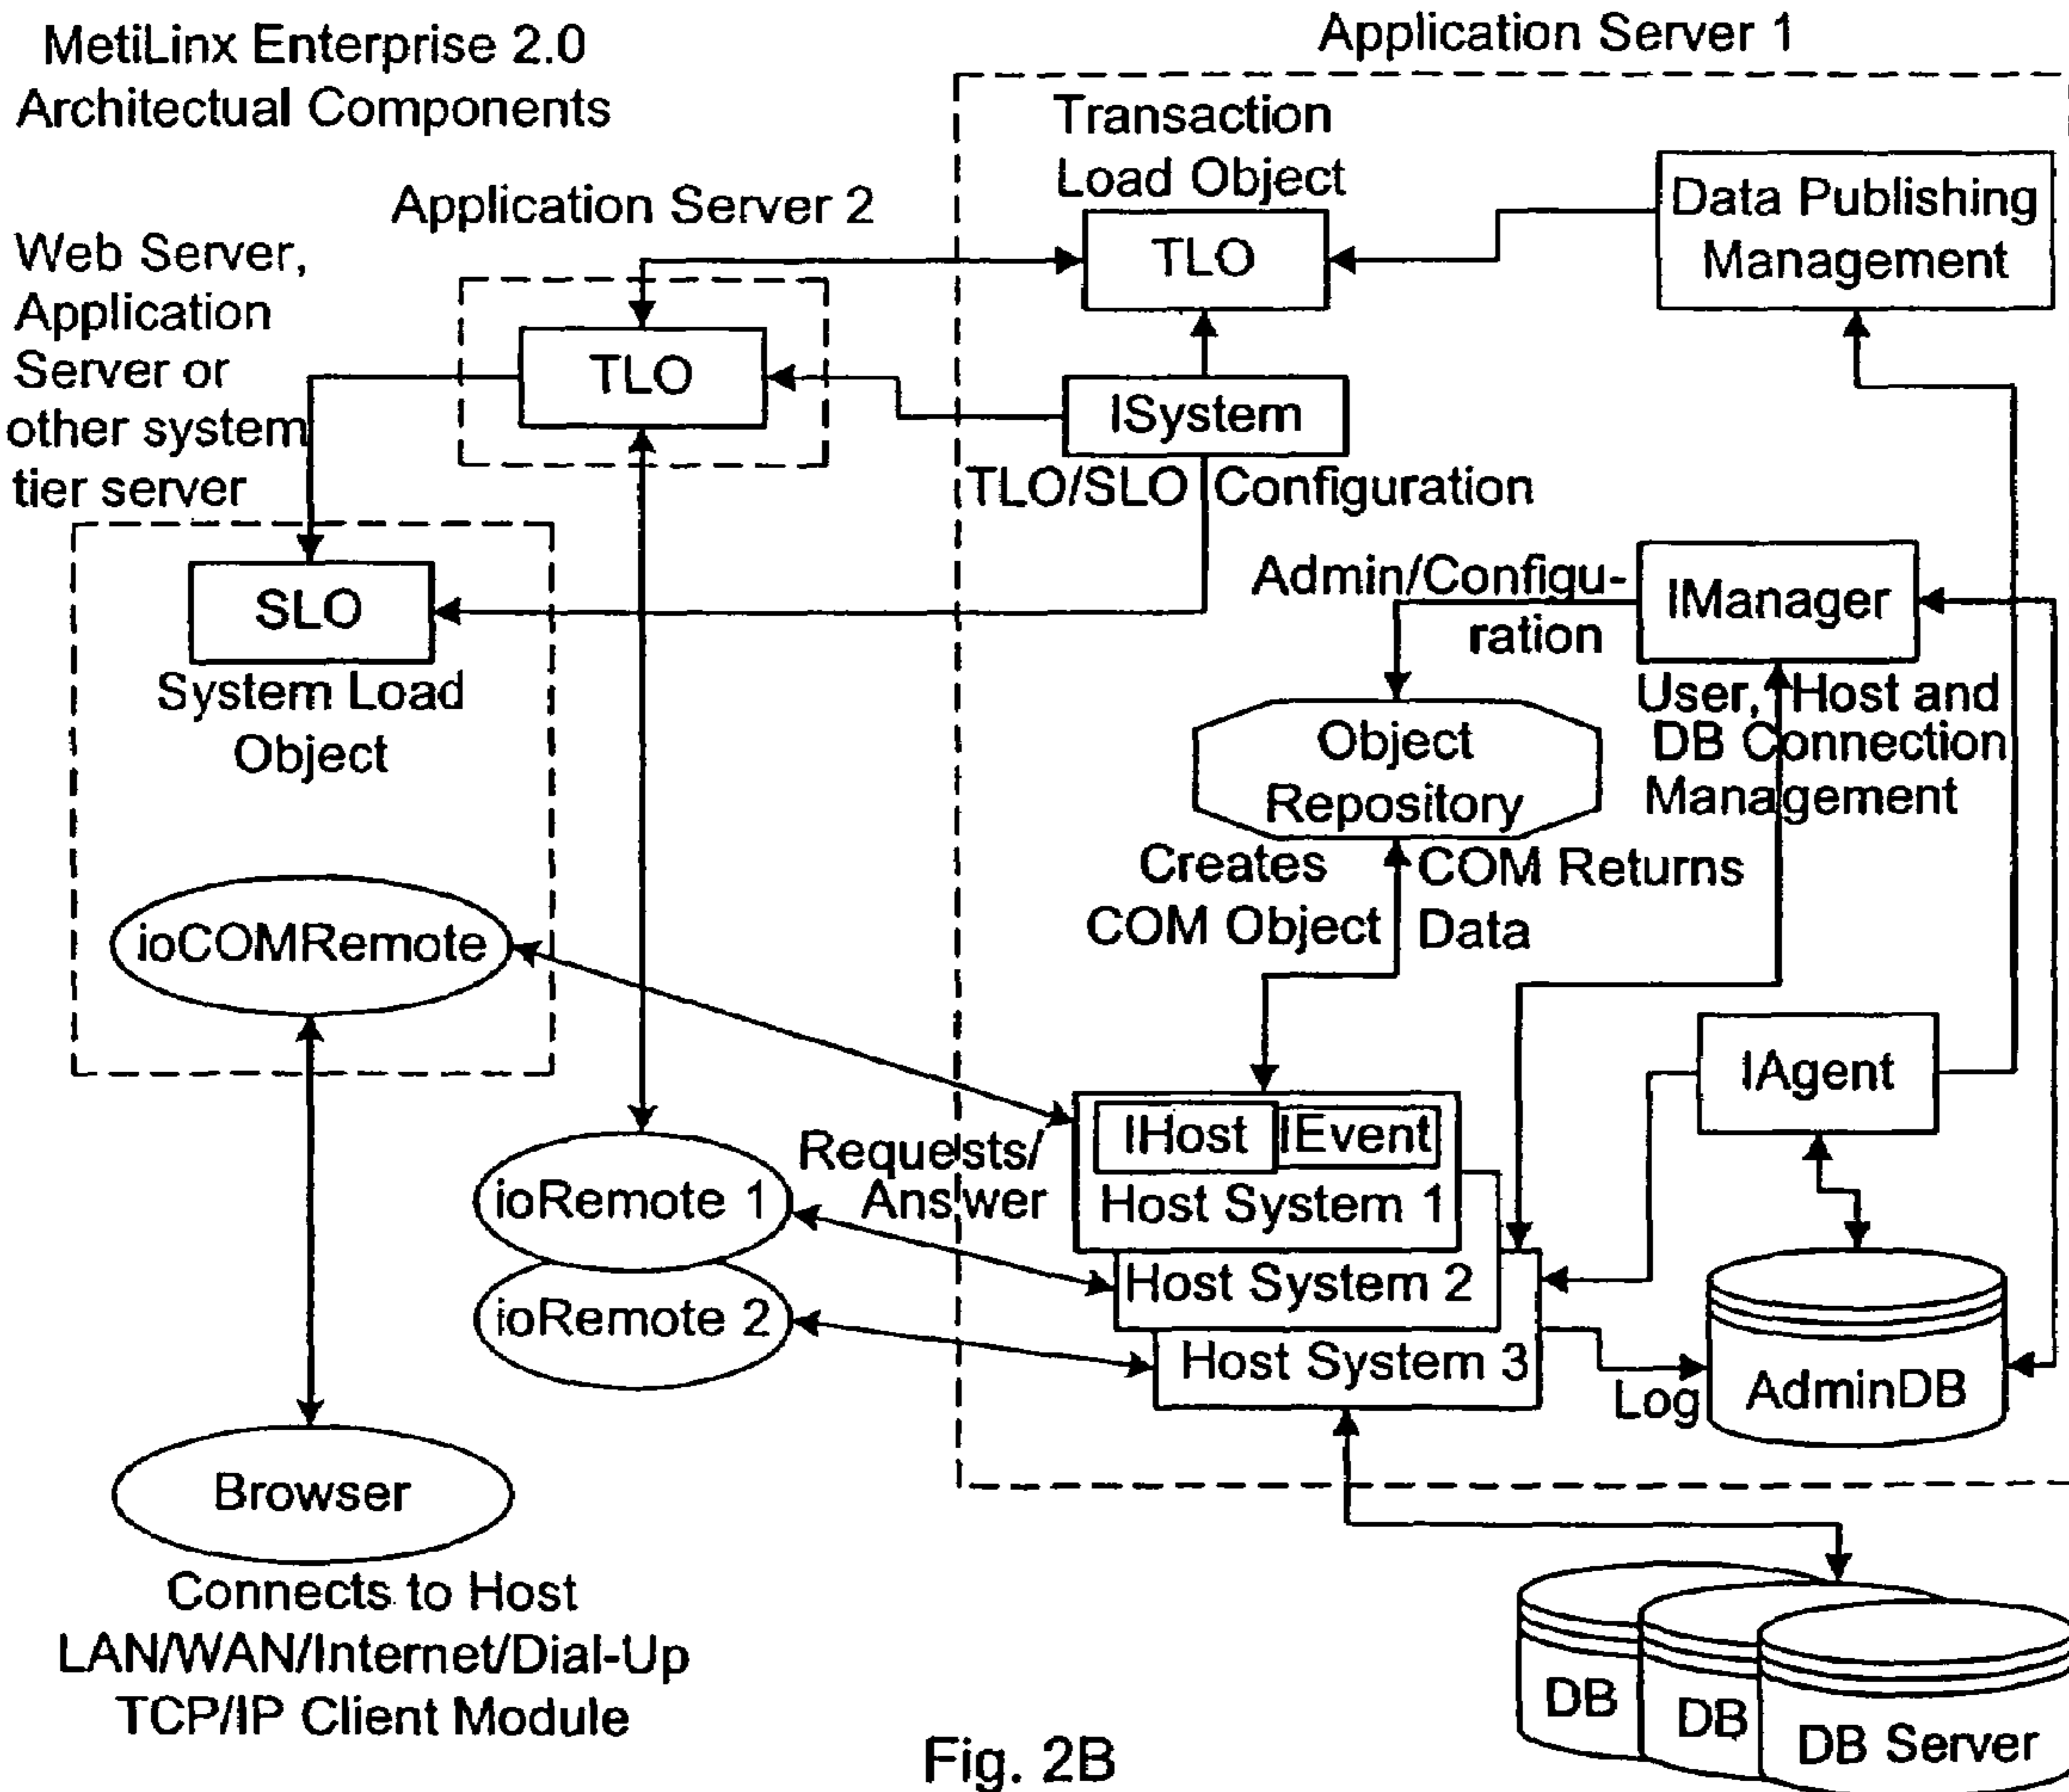 MetiLinx Enterprise 2.0
Architectual Components
Application Server 1
Transaction
Load Object
TLO
Data Publishing
Management
Application Server 2
TLO
Web Server,
Application
Server or
other system
tier server
ISystem
TLO/SLO Configuration
SLO
System Load
Object
Admin/Configu-
ration
IManager
User, Host and
DB Connection
Management
Object
Repository
Creates
COM Object
COM Returns
Data
ioCOMRemote
IAgent
IHost
IEvent
Host System 1
Requests/
Answer
ioRemote 1
Host System 2
ioRemote 2
Host System 3
Log
AdminDB
Browser
Connects to Host
LAN/WAN/Internet/Dial-Up
TCP/IP Client Module
DB
DB
DB Server
Fig. 2B